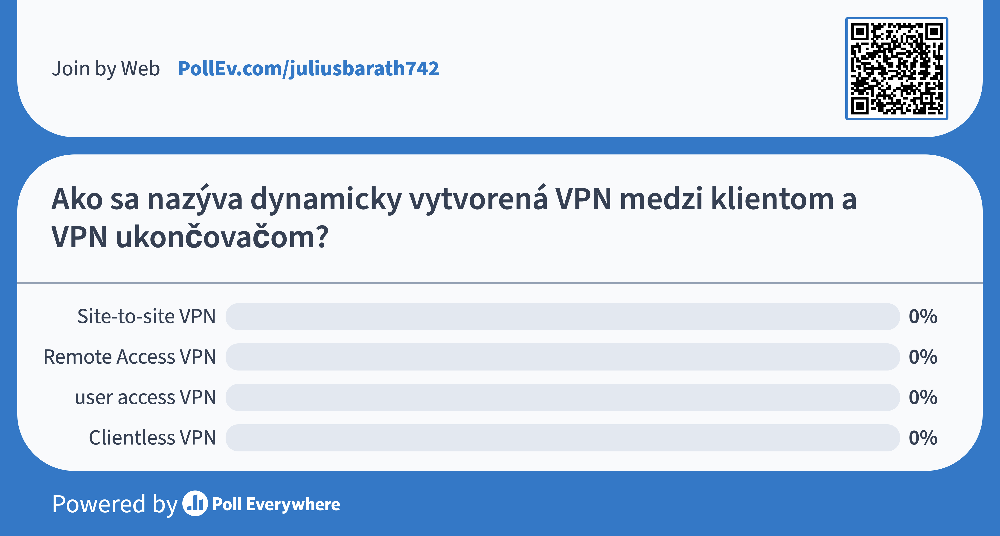 Join by Web PollEv.com/juliusbarath742
Ako sa nazýva dynamicky vytvorená VPN medzi klientom a
VPN ukončovačom?
Site-to-site VPN 0%
Remote Access VPN 0%
user access VPN 0%
Clientless VPN 0%
Powered by Poll Everywhere